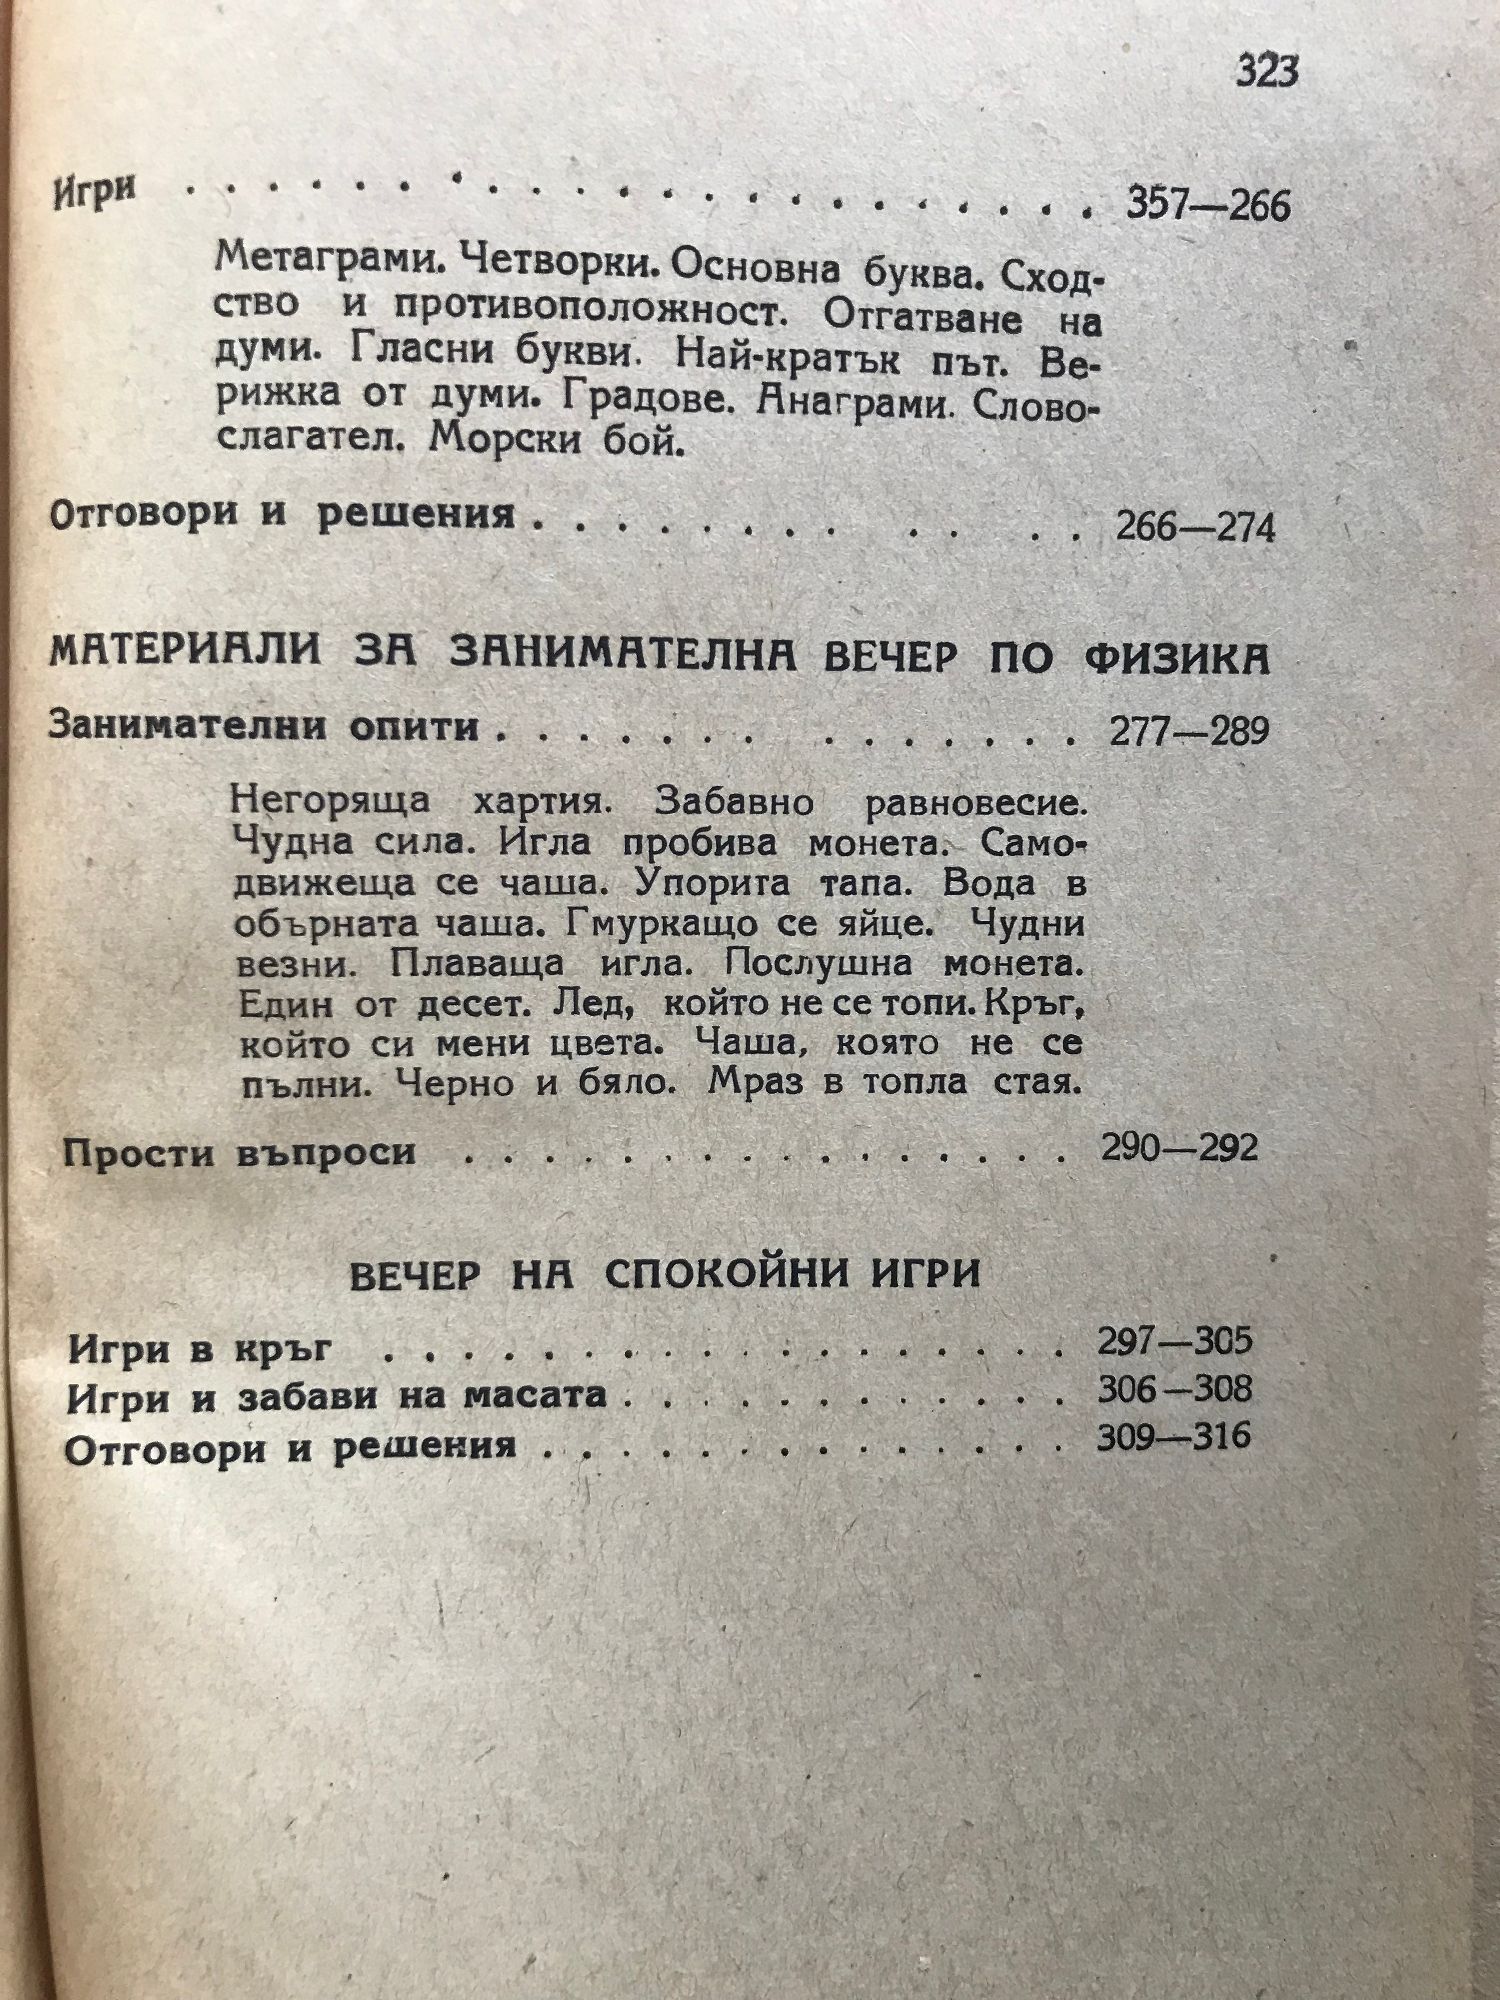 323
Игри . . . . . . . . . . . . . . . . . . . . . . 357—266
Метаграми. Четворки. Основна буква. Сход-
ство и противоположност. Отгатване на
думи. Гласни букви. Най-кратък път. Ве-
рижка от думи. Градове. Анаграми. Слово-
слагател. Морски бой.
Отговори и решения . . . . . . . . . . . . 266—274
МАТЕРИАЛИ ЗА ЗАНИМАТЕЛНА ВЕЧЕР ПО ФИЗИКА
Занимателни опити . . . . . . . . . . . . . . 277—289
Негоряща хартия. Забавно равновесие.
Чудна сила. Игла пробива монета. Само-
движеща се чаша. Упорита тапа. Вода в
обърната чаша. Гмуркащо се яйце. Чудни
везни. Плаваща игла. Послушна монета.
Един от десет. Лед, който не се топи. Кръг,
който си мени цвета. Чаша, която не се
пълни. Черно и бяло. Мраз в топла стая.
Прости въпроси . . . . . . . . . . . . . . . . 290—292
ВЕЧЕР НА СПОКОЙНИ ИГРИ
Игри в кръг . . . . . . . . . . . . . . . . . . 297—305
Игри и забави на масата . . . . . . . . . . . . 306—308
Отговори и решения . . . . . . . . . . . . . . 309—316